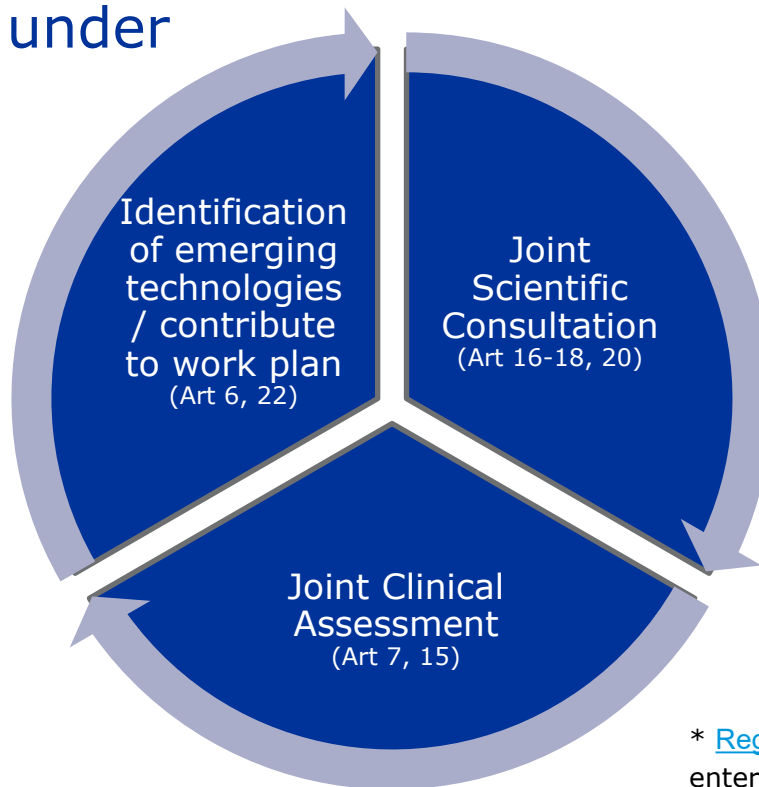 under
Identification
of emerging
technologies
/ contribute
to work plan
(Art 6, 22)
Joint
Scientific
Consultation
(Art 16-18, 20)
Joint Clinical
Assessment
(Art 7, 15)
* Reg
enter